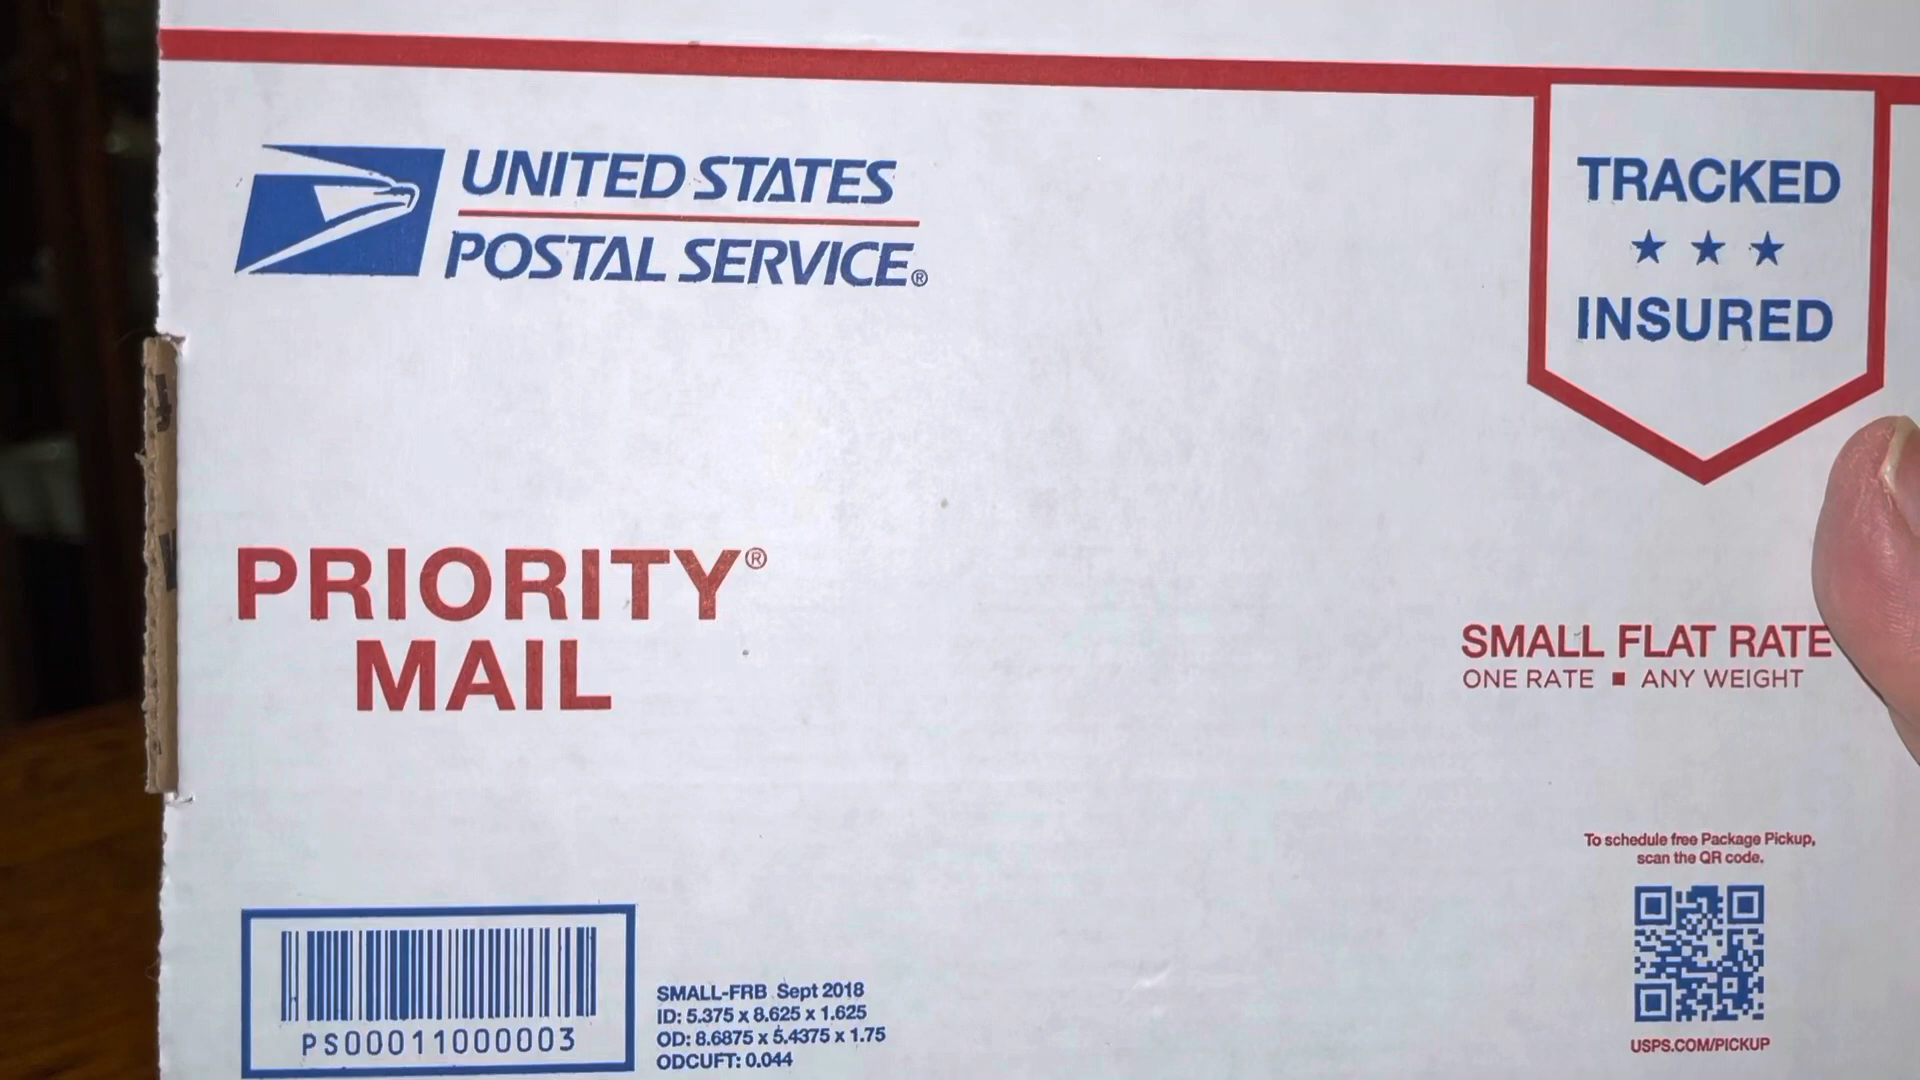 UNITED STATES
POSTAL SERVICE®
TRACKED
★ ★ ★
INSURED
PRIORITY®
MAIL
SMALL FLAT RATE
ONE RATE ■ ANY WEIGHT
To schedule free Package Pickup,
scan the QR code.
USPS.COM/PICKUP
PS00011000003
SMALL-FRB Sept 2018
ID: 5.375 x 8.625 x 1.625
OD: 8.6875 x 5.4375 x 1.75
ODCUFT: 0.044